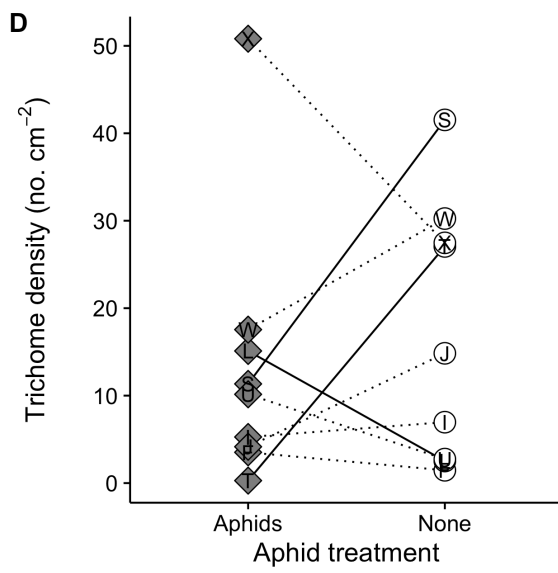 D
Trichome density (no. cm⁻²)
50
40
30
20
10
0
X
W
L
S
U
I
J
F
T
S
W
X
T
J
I
U
L
F
Aphids
None
Aphid treatment